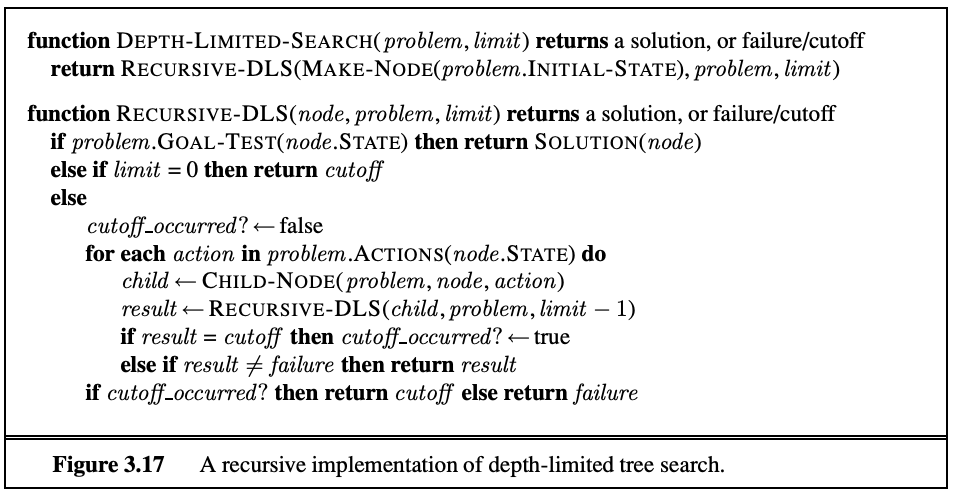 function DEPTH-LIMITED-SEARCH(problem, limit) returns a solution, or failure/cutoff
return RECURSIVE-DLS(MAKE-NODE(problem.INITIAL-STATE), problem, limit)
function RECURSIVE-DLS(node, problem, limit) returns a solution, or failure/cutoff
if problem.GOAL-TEST(node.STATE) then return SOLUTION(node)
else if limit = 0 then return cutoff
else
cutoff_occurred? ← false
for each action in problem.ACTIONS(node.STATE) do
child ← CHILD-NODE(problem, node, action)
result ← RECURSIVE-DLS(child, problem, limit − 1)
if result = cutoff then cutoff_occurred? ← true
else if result ≠ failure then return result
if cutoff_occurred? then return cutoff else return failure
Figure 3.17 A recursive implementation of depth-limited tree search.